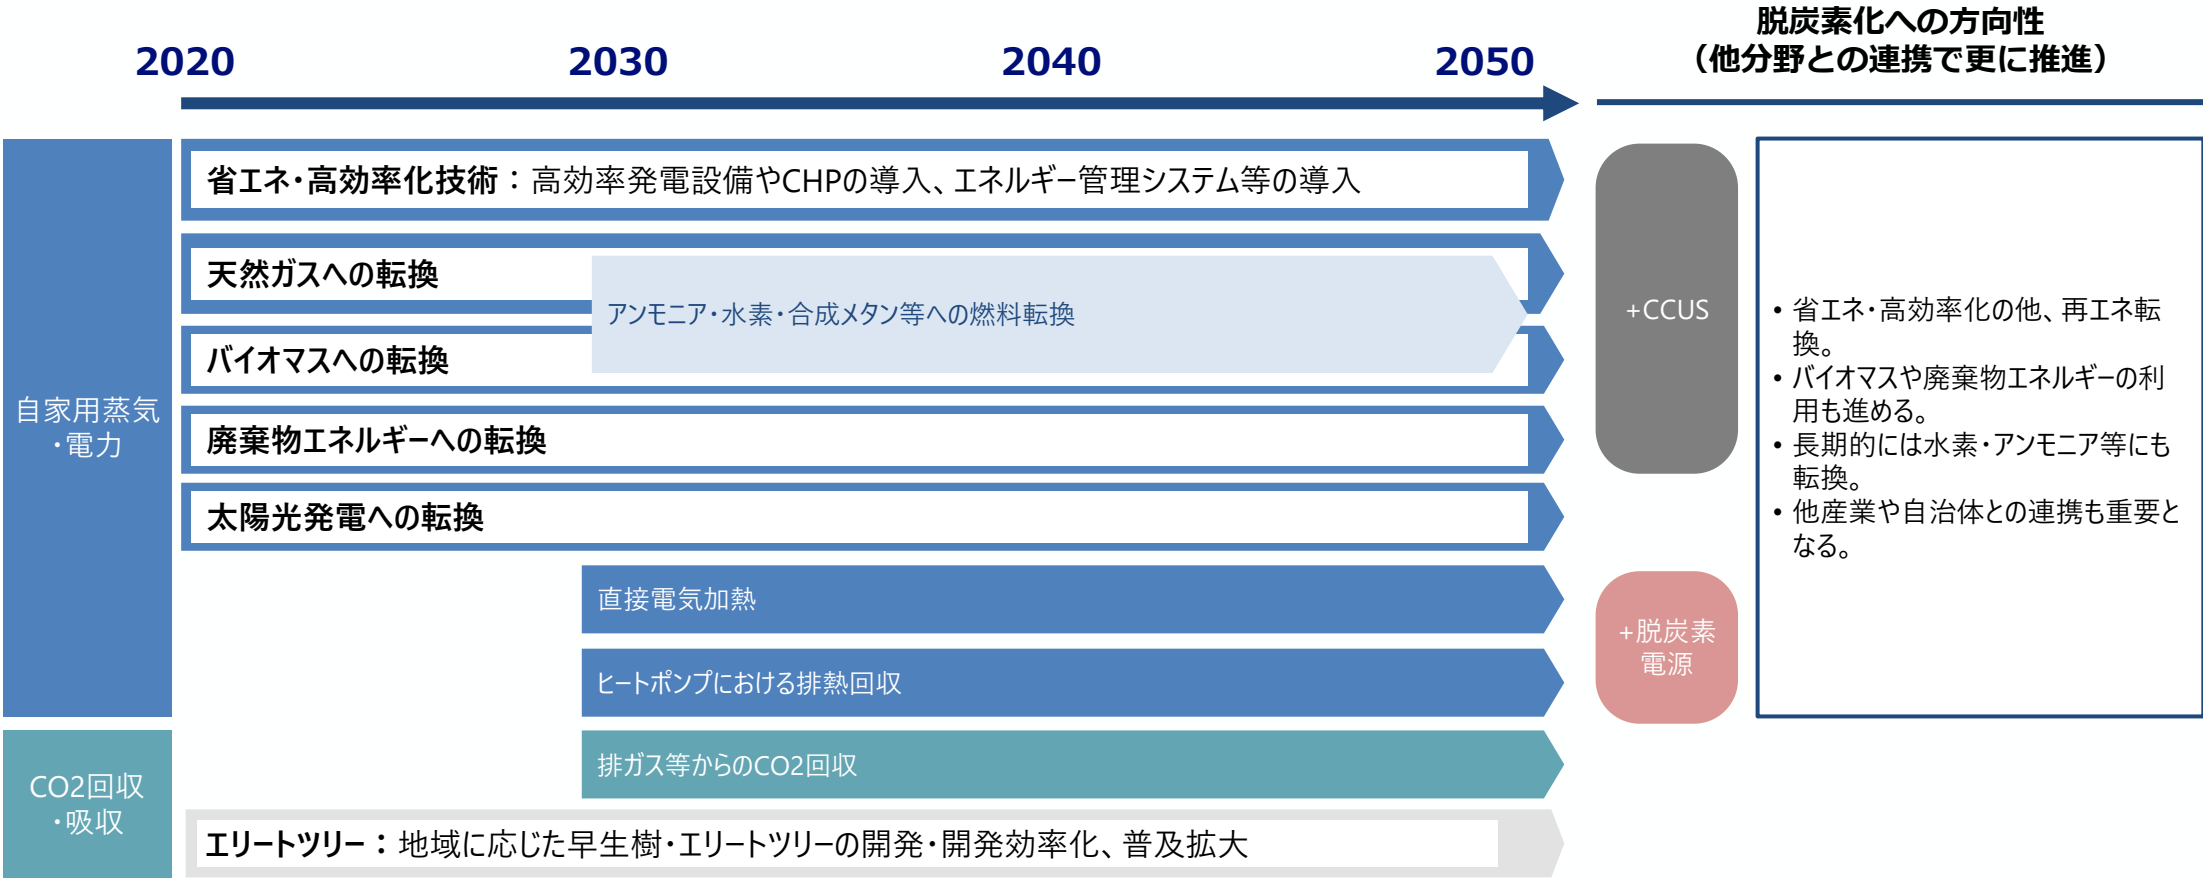 脱炭素化への方向性
（他分野との連携で更に推進）
2020
2030
2040
2050
自家用蒸気
・電力
省エネ・高効率化技術：高効率発電設備やCHPの導入、エネルギー管理システム等の導入
天然ガスへの転換
アンモニア・水素・合成メタン等への燃料転換
バイオマスへの転換
廃棄物エネルギーへの転換
太陽光発電への転換
直接電気加熱
ヒートポンプにおける排熱回収
+CCUS
+脱炭素
電源
• 省エネ・高効率化の他、再エネ転
換。
• バイオマスや廃棄物エネルギーの利
用も進める。
• 長期的には水素・アンモニア等にも
転換。
• 他産業や自治体との連携も重要と
なる。
CO2回収
・吸収
排ガス等からのCO2回収
エリートツリー：地域に応じた早生樹・エリートツリーの開発・開発効率化、普及拡大